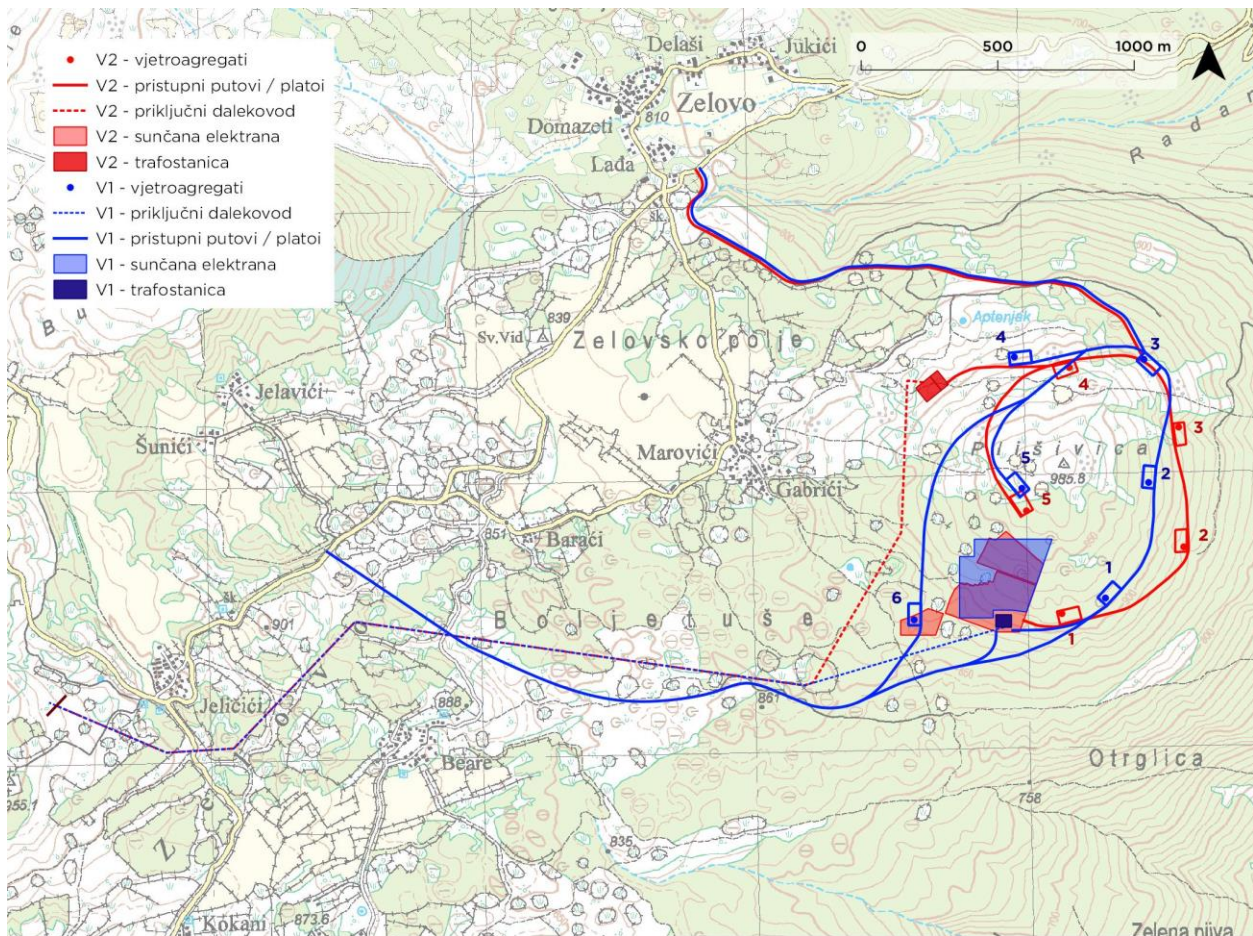 V2 - vjetroagregati
V2 - pristupni putovi / platoi
V2 - priključni dalekovod
V2 - sunčana elektrana
V2 - trafostanica
V1 - vjetroagregati
V1 - priključni dalekovod
V1 - pristupni putovi / platoi
V1 - sunčana elektrana
V1 - trafostanica
0 500 1000 m
Delaši
Jukići
Zelovo
780
Domazeti
810
Lađa
šk.
Radan
839
Sv. Vid
Zelovsko polje
Aptenjak
4
3
4
Jelavići
3
Šunići
Marovići
Plišivica
985.8
Gabrići
5
2
5
851
Baraći
2
1
6
1
Boljetuše
šk.
901
861
Jeličići
888
Beare
Otrglica
955.1
758
835
Kokani
873.6
Zelena njiva